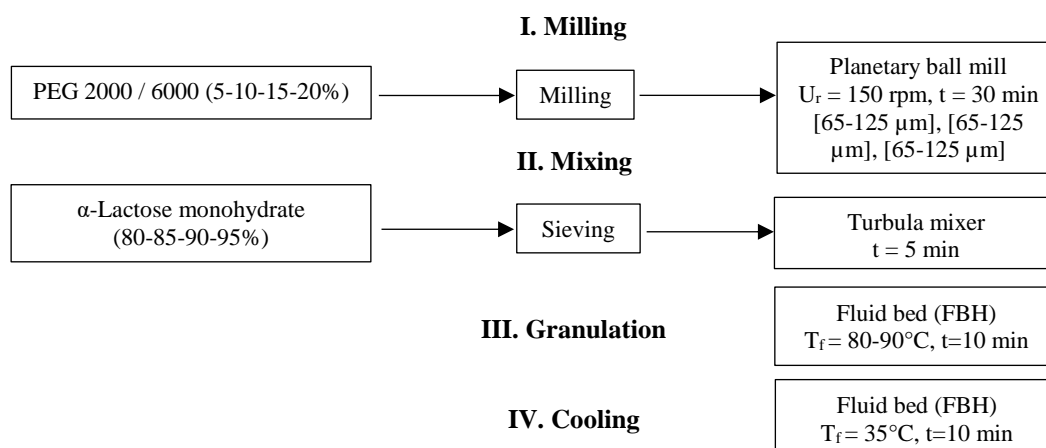 I. Milling
PEG 2000 / 6000 (5-10-15-20%)
Milling
Planetary ball mill
Uᵣ = 150 rpm, t = 30 min
[65-125 µm], [65-125
µm], [65-125 µm]
II. Mixing
α-Lactose monohydrate
(80-85-90-95%)
Sieving
Turbula mixer
t = 5 min
III. Granulation
Fluid bed (FBH)
T_f = 80-90°C, t=10 min
IV. Cooling
Fluid bed (FBH)
T_f = 35°C, t=10 min